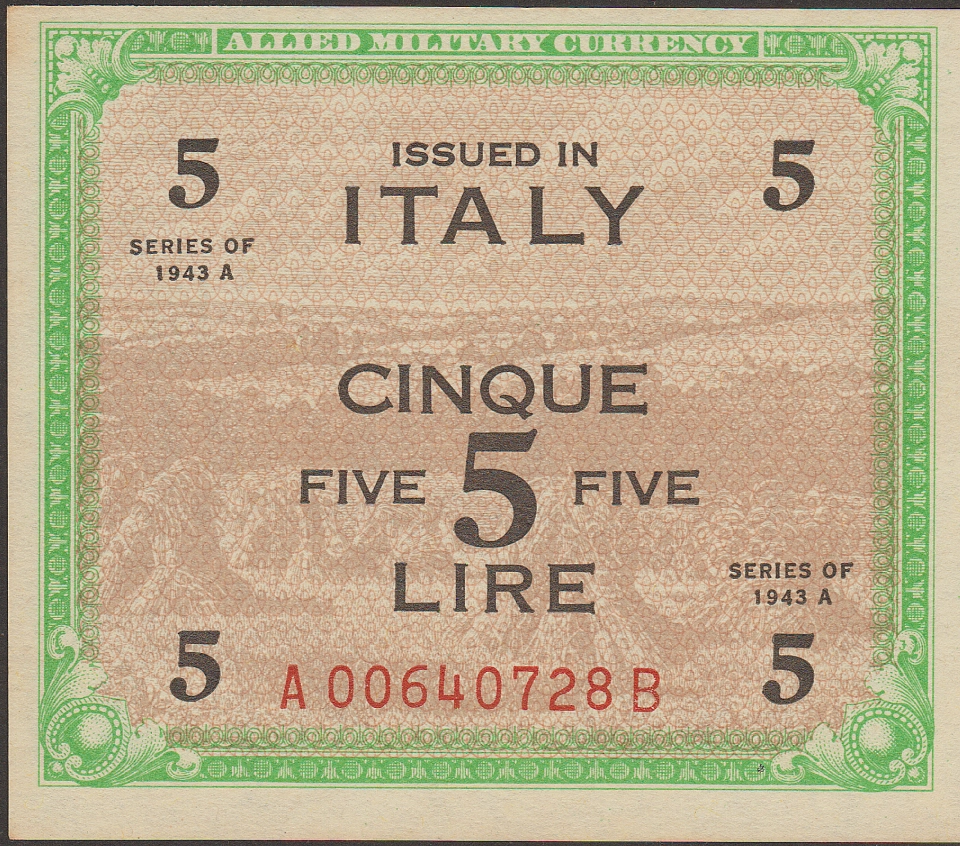 ALLIED MILITARY CURRENCY
5 ISSUED IN 5
ITALY
SERIES OF
1943 A
CINQUE
FIVE 5 FIVE
LIRE
SERIES OF
1943 A
5 A 00640728 B 5